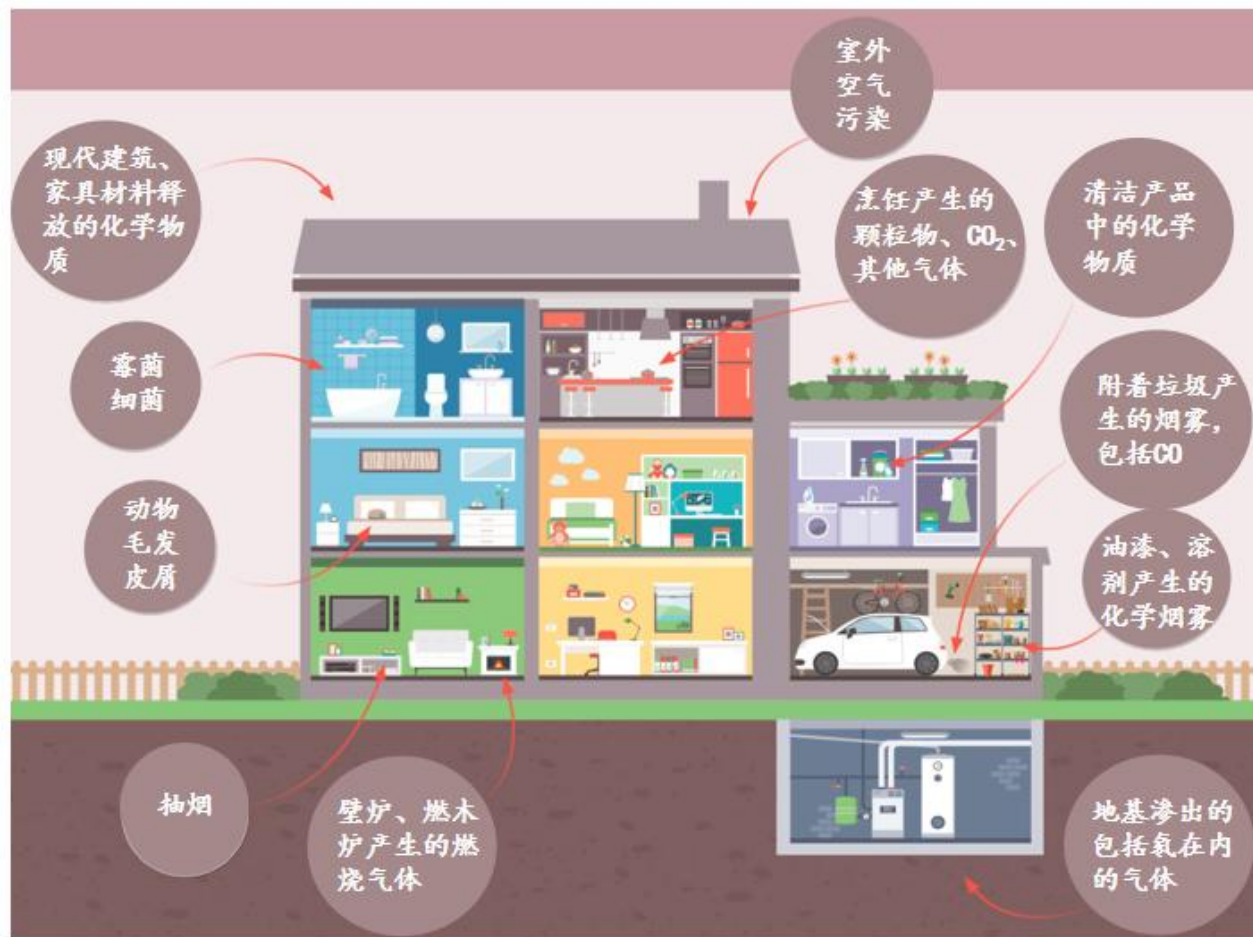 室外
空气
污染
现代建筑、
家具材料释
放的化学物
质
烹饪产生的
颗粒物、CO₂、
其他气体
清洁产品
中的化学
物质
霉菌
细菌
附着垃圾产
生的烟雾，
包括CO
动物
毛发
皮屑
油漆、溶
剂产生的
化学烟雾
抽烟
壁炉、燃木
炉产生的燃
烧气体
地基渗出的
包括氡在内
的气体